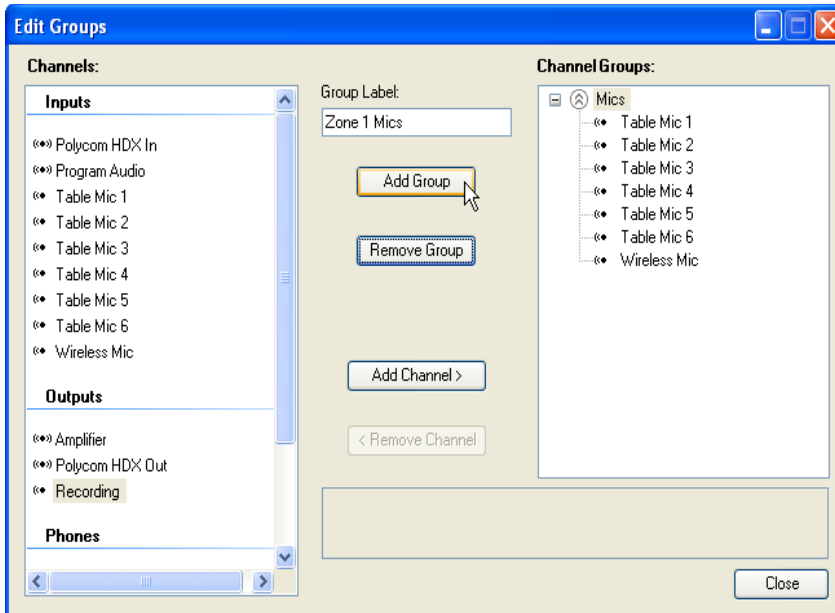 Edit Groups
Channels:
Inputs
Polycom HDX In
Program Audio
Table Mic 1
Table Mic 2
Table Mic 3
Table Mic 4
Table Mic 5
Table Mic 6
Wireless Mic
Outputs
Amplifier
Polycom HDX Out
Recording
Phones
Group Label:
Zone 1 Mics
Add Group
Remove Group
Add Channel >
< Remove Channel
Channel Groups:
Mics
Table Mic 1
Table Mic 2
Table Mic 3
Table Mic 4
Table Mic 5
Table Mic 6
Wireless Mic
Close